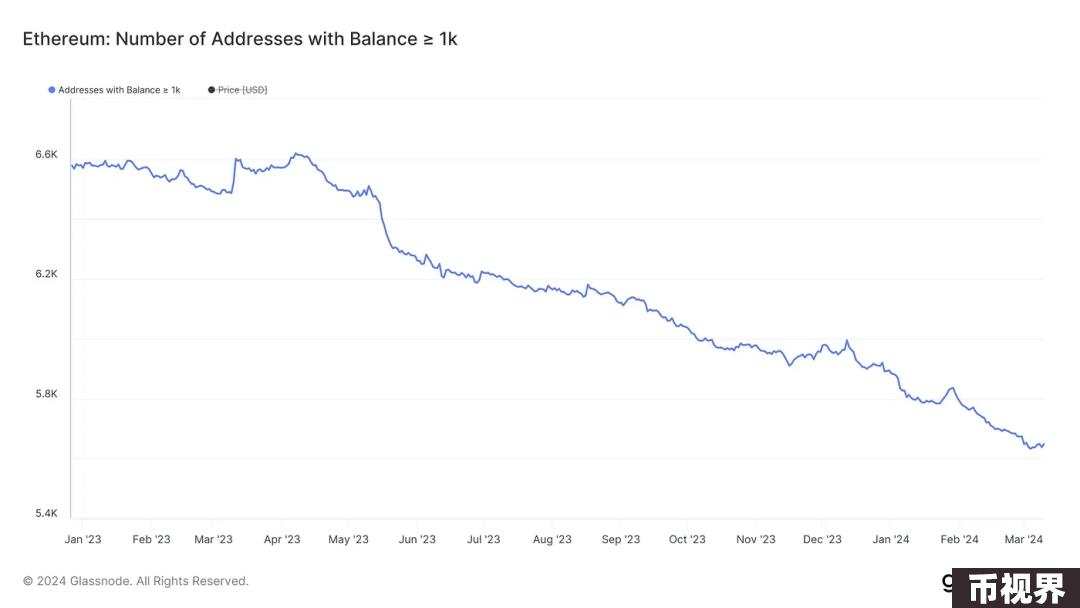 Ethereum: Number of Addresses with Balance ≥ 1k
Addresses with Balance ≥ 1k Price [USD]
6.6K
6.2K
5.8K
5.4K
Jan '23 Feb '23 Mar '23 Apr '23 May '23 Jun '23 Jul '23 Aug '23 Sep '23 Oct '23 Nov '23 Dec '23 Jan '24 Feb '24 Mar '24
© 2024 Glassnode. All Rights Reserved.
币视界